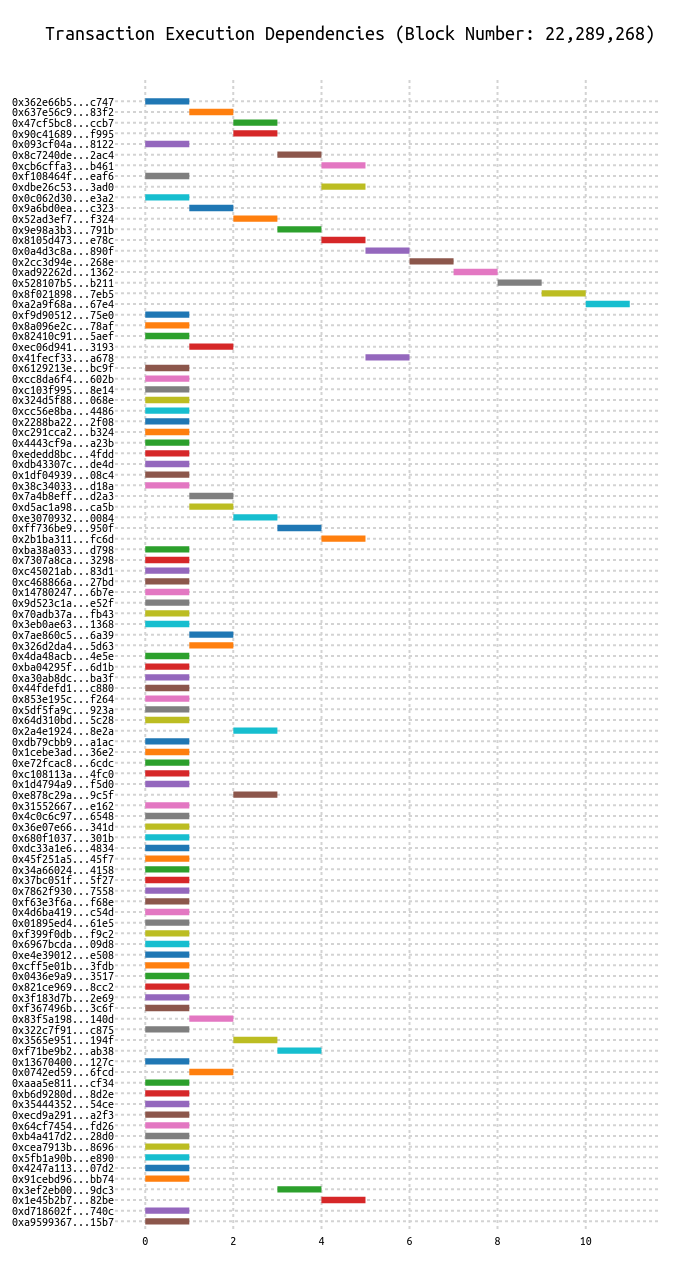 Transaction Execution Dependencies (Block Number: 22,289,268)
0x362e66b5...c747
0x637e56c9...83f2
0x47cf5bc8...ccb7
0x90c41689...f995
0x093cf04a...8122
0x8c7240de...2ac4
0xcb6cffa3...b461
0xf108464f...eaf6
0xdbe26c53...3ad0
0x0c062d30...e3a2
0x9a6bd0ea...c323
0x52ad3ef7...f324
0x9e98a3b3...791b
0x8105d473...e78c
0x0a4d3c8a...890f
0x2cc3d94e...268e
0xad92262d...1362
0x528107b5...b211
0x8f021898...7eb5
0xa2a9f68a...67e4
0xf9d90512...75e0
0x8a096e2c...78af
0x82410c91...5aef
0xec06d941...3193
0x41fecf33...a678
0x6129213e...bc9f
0xcc8da6f4...602b
0xc103f995...8e14
0x324d5f88...068e
0xcc56e8ba...4486
0x2288ba22...2f08
0xc291cca2...b324
0x4443cf9a...a23b
0xededd8bc...4fdd
0xdb43307c...de4d
0x1df04939...08c4
0x38c34033...d18a
0x7a4b8eff...d2a3
0xd5ac1a98...ca5b
0xe3070932...0084
0xff736be9...950f
0x2b1ba311...fc6d
0xba38a033...d798
0x7307a8ca...3298
0xc45021ab...83d1
0xc468866a...27bd
0x14780247...6b7e
0x9d523c1a...e52f
0x70adb37a...fb43
0x3eb0ae63...1368
0x7ae860c5...6a39
0x326d2da4...5d63
0x4da48acb...4e5e
0xba04295f...6d1b
0xa30ab8dc...ba3f
0x44fdefd1...c880
0x853e195c...f264
0x5df5fa9c...923a
0x64d310bd...5c28
0x2a4e1924...8e2a
0xdb79cbb9...a1ac
0x1cebe3ad...36e2
0xe72fcac8...6cdc
0xc108113a...4fc0
0x1d4794a9...f5d0
0xe878c29a...9c5f
0x31552667...e162
0x4c0c6c97...6548
0x36e07e66...341d
0x680f1037...301b
0xdc33a1e6...4834
0x45f251a5...45f7
0x34a66024...4158
0x37bc051f...5f27
0x7862f930...7558
0xf63e3f6a...f68e
0x4d6ba419...c54d
0x01895ed4...61e5
0xf399f0db...f9c2
0x6967bcda...09d8
0xe4e39012...e508
0xcff5e01b...3fdb
0x0436e9a9...3517
0x821ce969...8cc2
0x3f183d7b...2e69
0xf367496b...3c6f
0x83f5a198...140d
0x322c7f91...c875
0x3565e951...194f
0xf71be9b2...ab38
0x13670400...127c
0x0742ed59...6fcd
0xaaa5e811...cf34
0xb6d9280d...8d2e
0x35444352...54ce
0xecd9a291...a2f3
0x64cf7454...fd26
0xb4a417d2...28d0
0xcea7913b...8696
0x5fb1a90b...e890
0x4247a113...07d2
0x91cebd96...bb74
0x3ef2eb00...9dc3
0x1e45b2b7...82be
0xd718602f...740c
0xa9599367...15b7
0 2 4 6 8 10